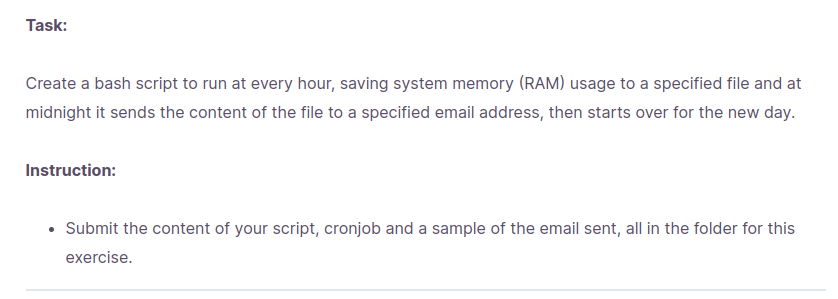 Task:
Create a bash script to run at every hour, saving system memory (RAM) usage to a specified file and at
midnight it sends the content of the file to a specified email address, then starts over for the new day.
Instruction:
• Submit the content of your script, cronjob and a sample of the email sent, all in the folder for this
exercise.